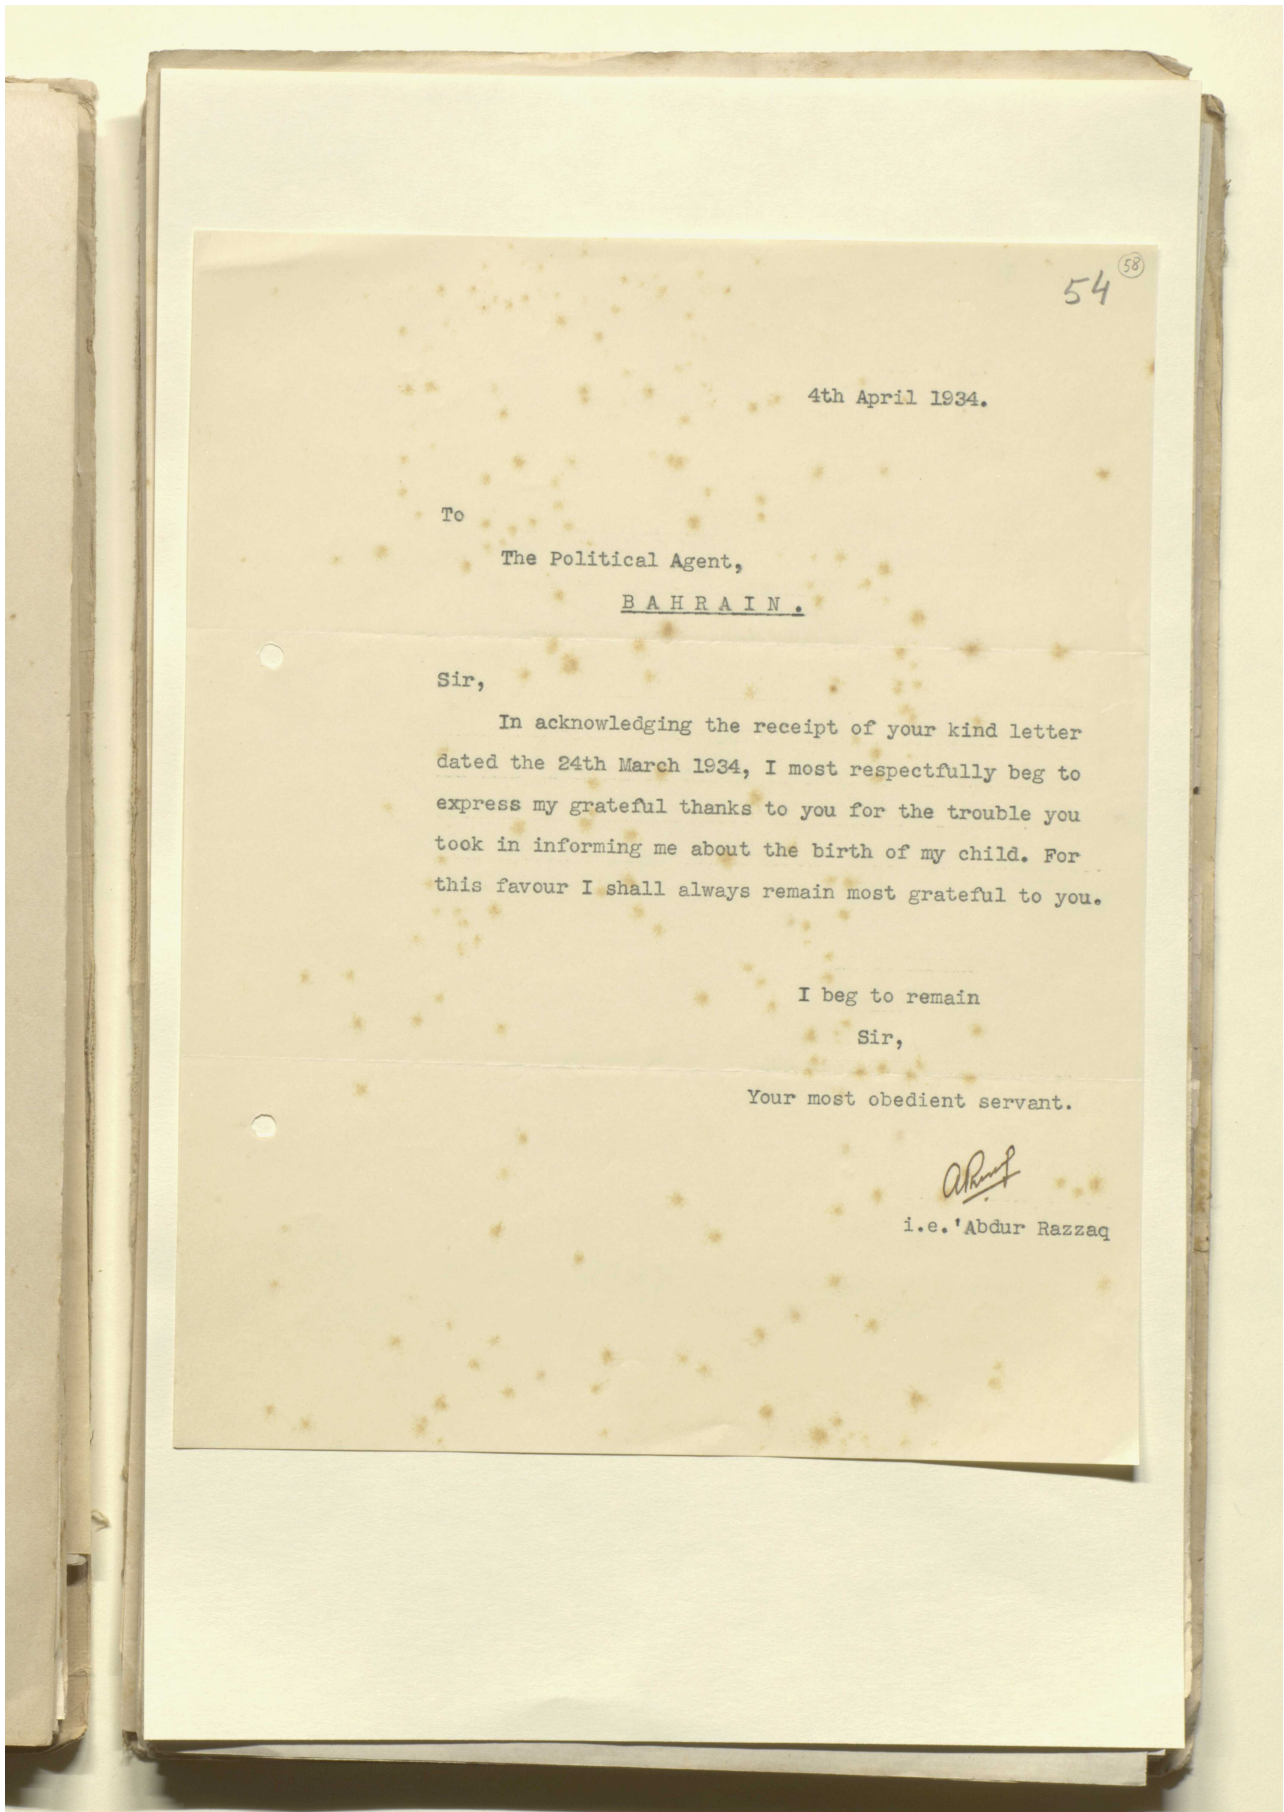 58
54
4th April 1934.
To
The Political Agent,
BAHRAIN.
Sir,
In acknowledging the receipt of your kind letter
dated the 24th March 1934, I most respectfully beg to
express my grateful thanks to you for the trouble you
took in informing me about the birth of my child. For
this favour I shall always remain most grateful to you.
I beg to remain
Sir,
Your most obedient servant.
i.e.'Abdur Razzaq